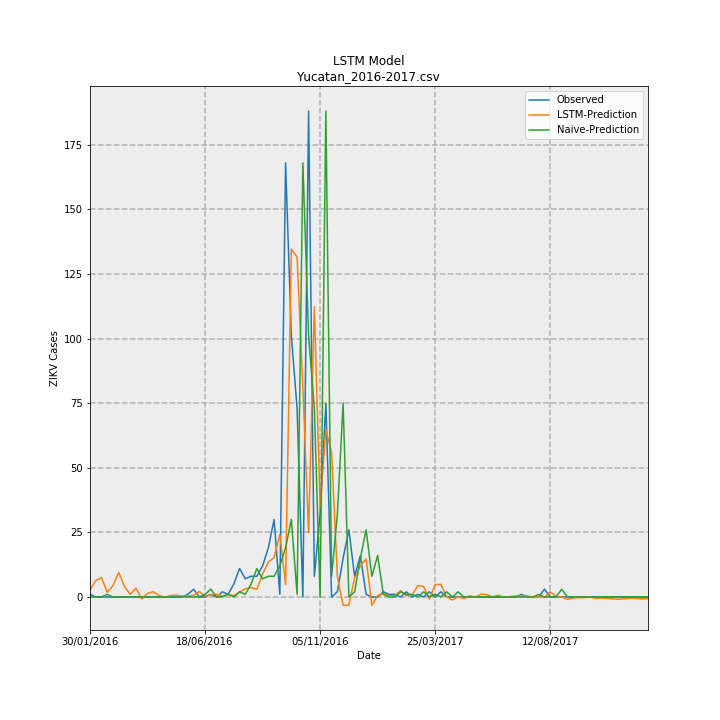 LSTM Model
Yucatan_2016-2017.csv
Observed
LSTM-Prediction
Naive-Prediction
175
150
125
100
75
50
25
0
ZIKV Cases
30/01/2016
18/06/2016
05/11/2016
25/03/2017
12/08/2017
Date